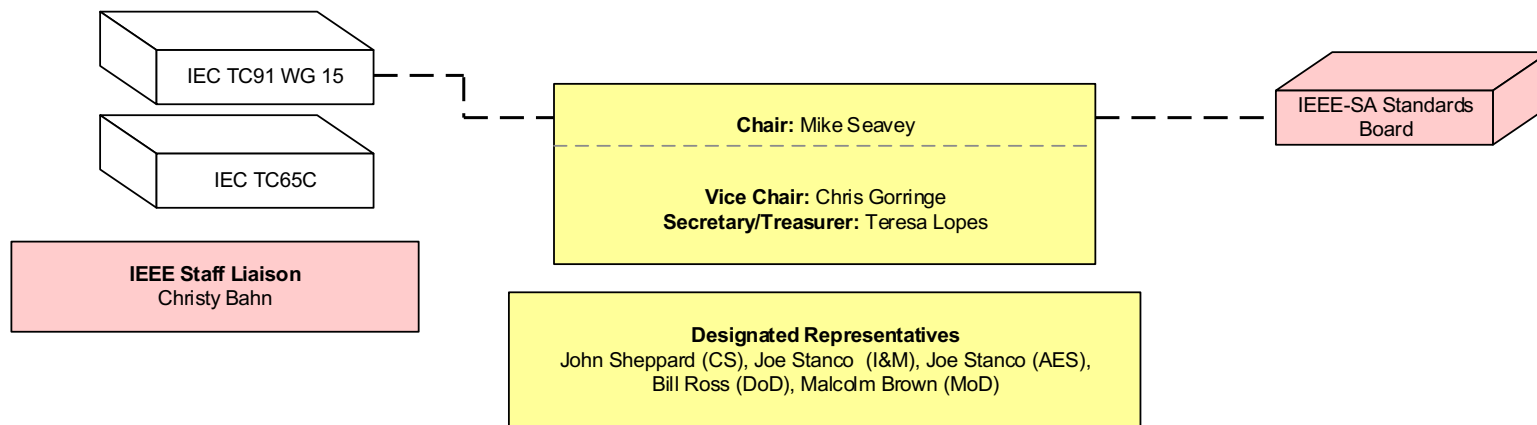 IEC TC91 WG 15
IEC TC65C
IEEE Staff Liaison
Christy Bahn
Chair: Mike Seavey
Vice Chair: Chris Gorringe
Secretary/Treasurer: Teresa Lopes
Designated Representatives
John Sheppard (CS), Joe Stanco (I&M), Joe Stanco (AES),
Bill Ross (DoD), Malcolm Brown (MoD)
IEEE-SA Standards
Board